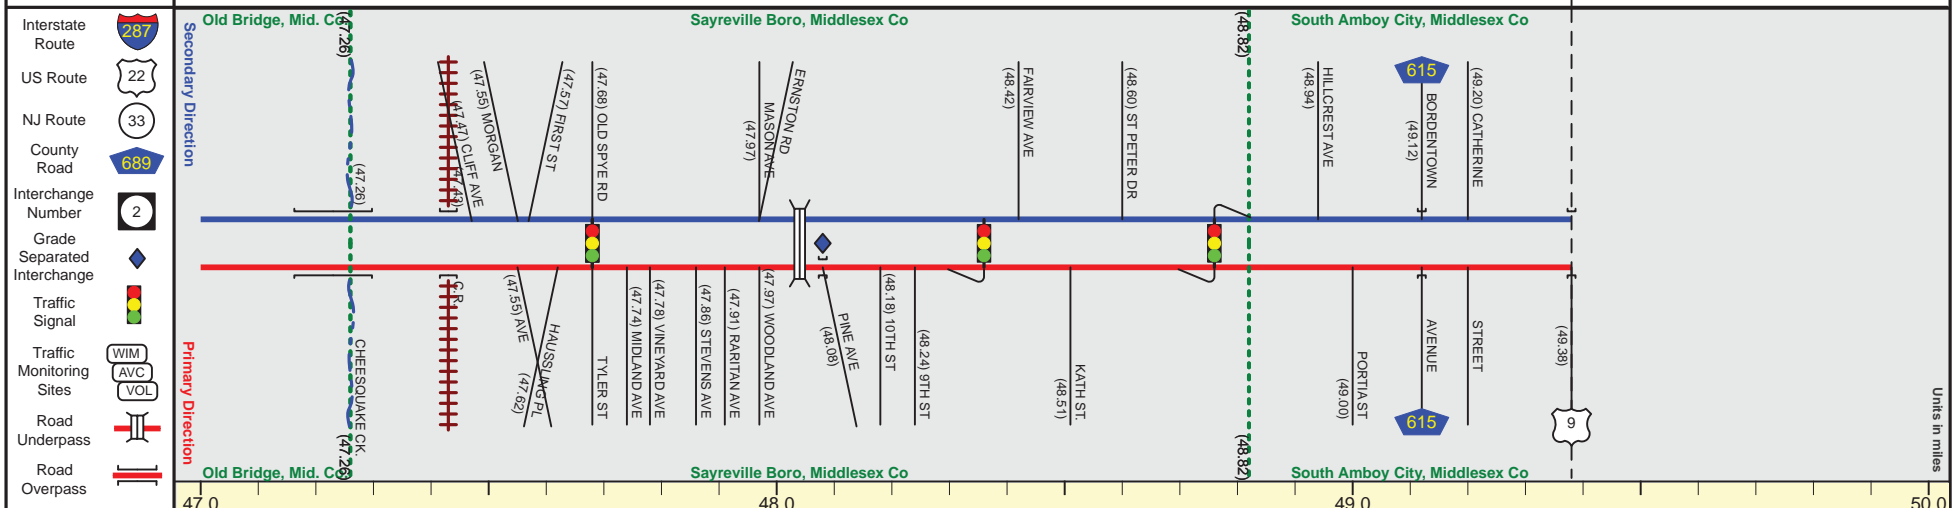 Interstate
Route
287
US Route
22
NJ Route
33
County
Road
689
Interchange
Number
2
Grade
Separated
Interchange
Traffic
Signal
Traffic
Monitoring
Sites
WIM
AVC
VOL
Road
Underpass
Road
Overpass
Secondary Direction
Primary Direction
Old Bridge, Mid. Co
(47.26)
Sayreville Boro, Middlesex Co
(48.82)
South Amboy City, Middlesex Co
(47.26)
(47.43)
(47.47) CLIFF AVE
(47.55) MORGAN
(47.57) FIRST ST
(47.68) OLD SPYE RD
(47.97)
MASON AVE
ERNSTON RD
FAIRVIEW AVE
(48.42)
(48.60) ST PETER DR
HILLCREST AVE
(48.94)
615
BORDENTOWN
(49.12)
(49.20) CATHERINE
CHEESQUAKE CK.
C.R.
(47.55) AVE
HAUSSLING PL
(47.62)
TYLER ST
(47.74) MIDLAND AVE
(47.78) VINEYARD AVE
(47.86) STEVENS AVE
(47.91) RARITAN AVE
(47.97) WOODLAND AVE
PINE AVE
(48.08)
(48.18) 10TH ST
(48.24) 9TH ST
KATH ST.
(48.51)
PORTIA ST
(49.00)
AVENUE
615
STREET
(49.38)
9
Old Bridge, Mid. Co
(47.26)
Sayreville Boro, Middlesex Co
(48.82)
South Amboy City, Middlesex Co
Units in miles
47.0
48.0
49.0
50.0